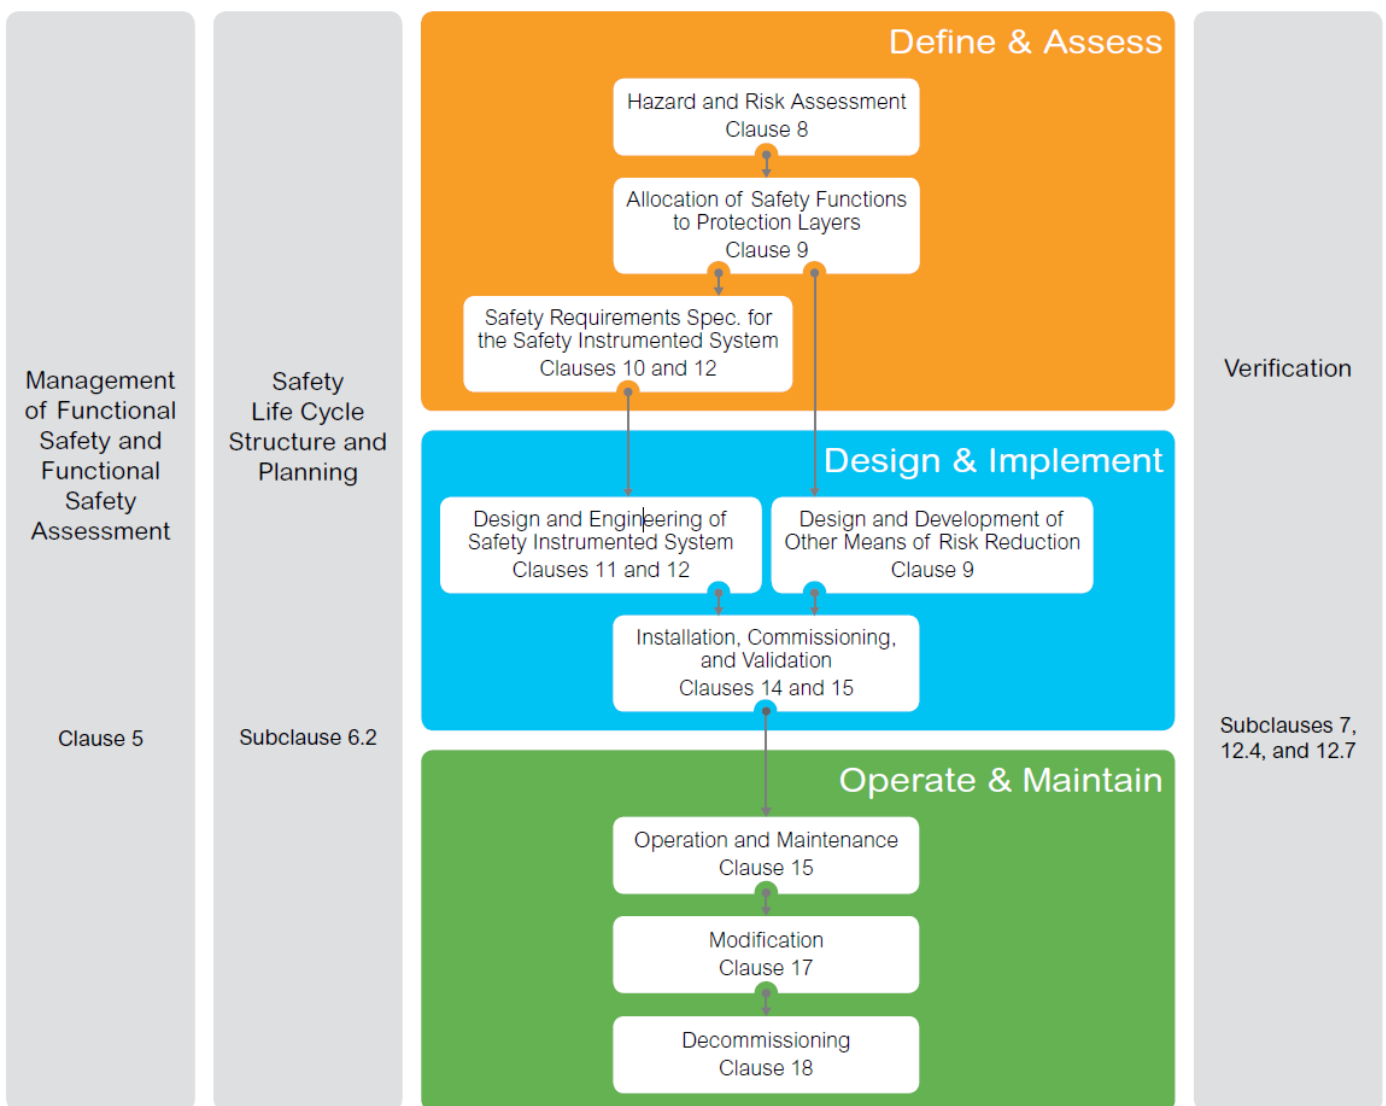 Management
of Functional
Safety and
Functional
Safety
Assessment
Clause 5
Safety
Life Cycle
Structure and
Planning
Subclause 6.2
Define & Assess
Hazard and Risk Assessment
Clause 8
Allocation of Safety Functions
to Protection Layers
Clause 9
Safety Requirements Spec. for
the Safety Instrumented System
Clauses 10 and 12
Design & Implement
Design and Engineering of
Safety Instrumented System
Clauses 11 and 12
Design and Development of
Other Means of Risk Reduction
Clause 9
Installation, Commissioning,
and Validation
Clauses 14 and 15
Operate & Maintain
Operation and Maintenance
Clause 15
Modification
Clause 17
Decommissioning
Clause 18
Verification
Subclauses 7,
12.4, and 12.7